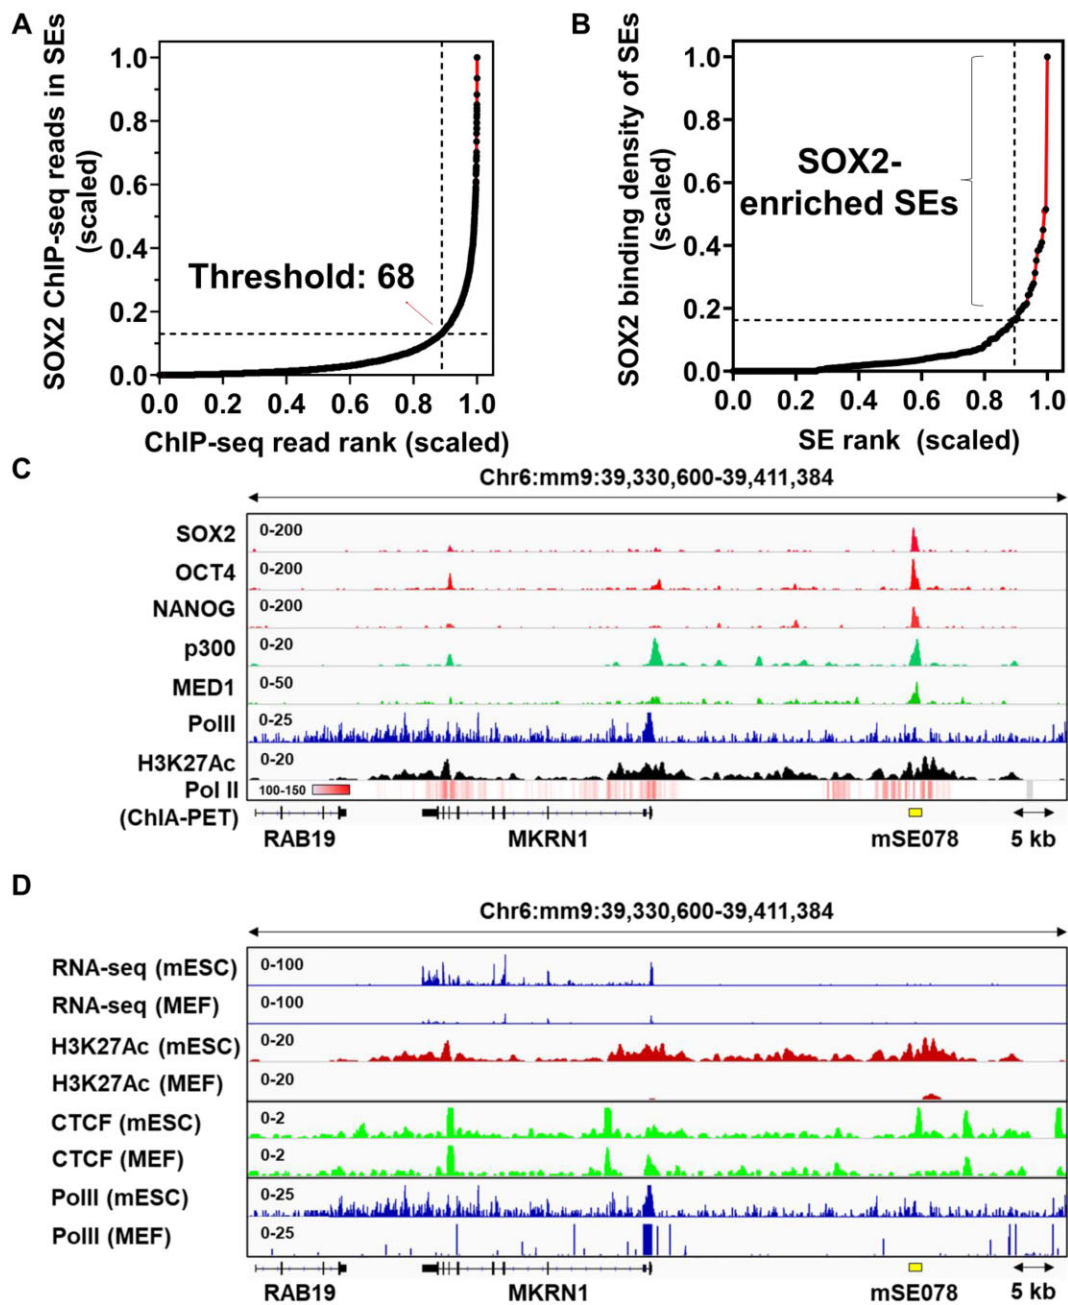 A
SOX2 ChIP-seq reads in SEs
(scaled)
1.0
0.8
0.6
0.4
0.2
0.0
Threshold: 68
0.0 0.2 0.4 0.6 0.8 1.0
ChIP-seq read rank (scaled)
B
SOX2 binding density of SEs
(scaled)
1.0
0.8
0.6
0.4
0.2
0.0
SOX2-
enriched SEs
0.0 0.2 0.4 0.6 0.8 1.0
SE rank (scaled)
C
Chr6:mm9:39,330,600-39,411,384
SOX2 0-200
OCT4 0-200
NANOG 0-200
p300 0-20
MED1 0-50
PolII 0-25
H3K27Ac 0-20
Pol II 100-150
(ChIA-PET)
RAB19 MKRN1 mSE078 5 kb
D
Chr6:mm9:39,330,600-39,411,384
RNA-seq (mESC) 0-100
RNA-seq (MEF) 0-100
H3K27Ac (mESC) 0-20
H3K27Ac (MEF) 0-20
CTCF (mESC) 0-2
CTCF (MEF) 0-2
PolII (mESC) 0-25
PolII (MEF) 0-25
RAB19 MKRN1 mSE078 5 kb